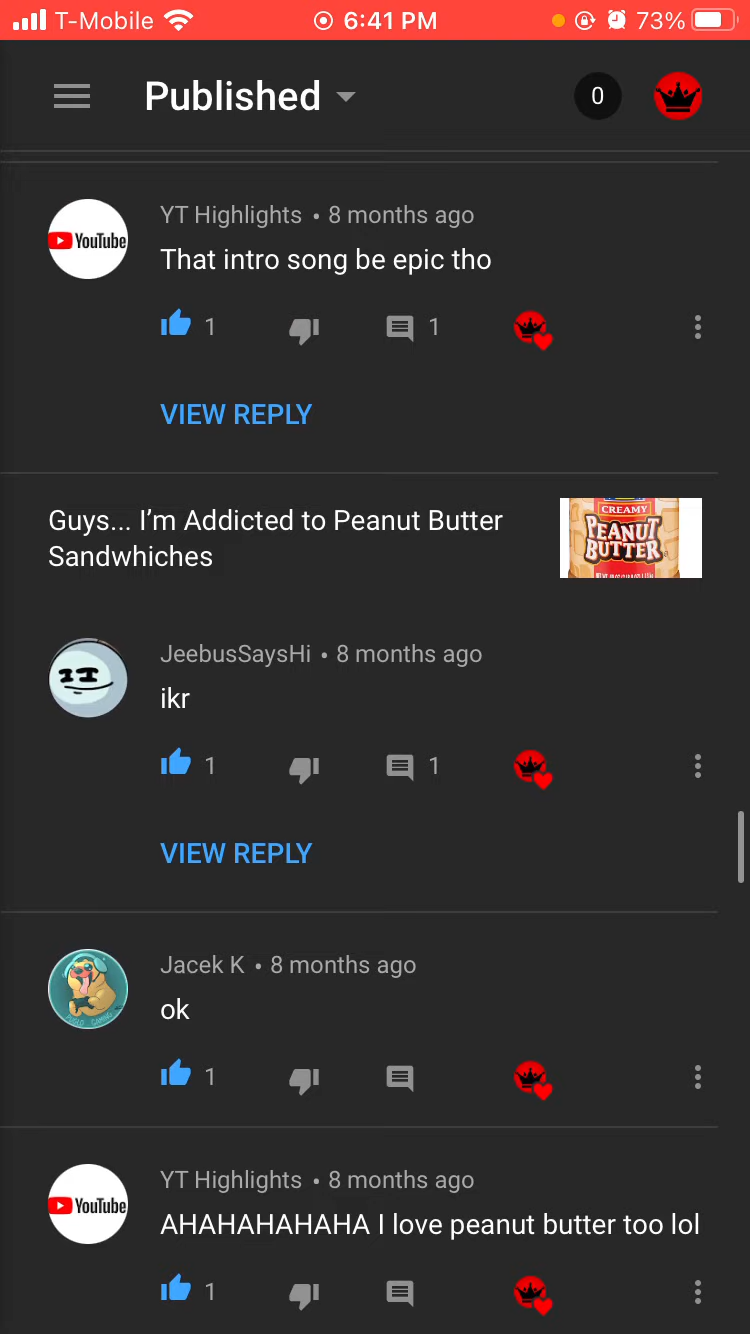 T-Mobile 6:41 PM 73%
Published 0
YT Highlights • 8 months ago
YouTube
That intro song be epic tho
1 1
VIEW REPLY
Guys... I’m Addicted to Peanut Butter
Sandwhiches
CREAMY
PEANUT
BUTTER
JeebusSaysHi • 8 months ago
ikr
1 1
VIEW REPLY
Jacek K • 8 months ago
ok
1
YT Highlights • 8 months ago
YouTube
AHAHAHAHAHA I love peanut butter too lol
1